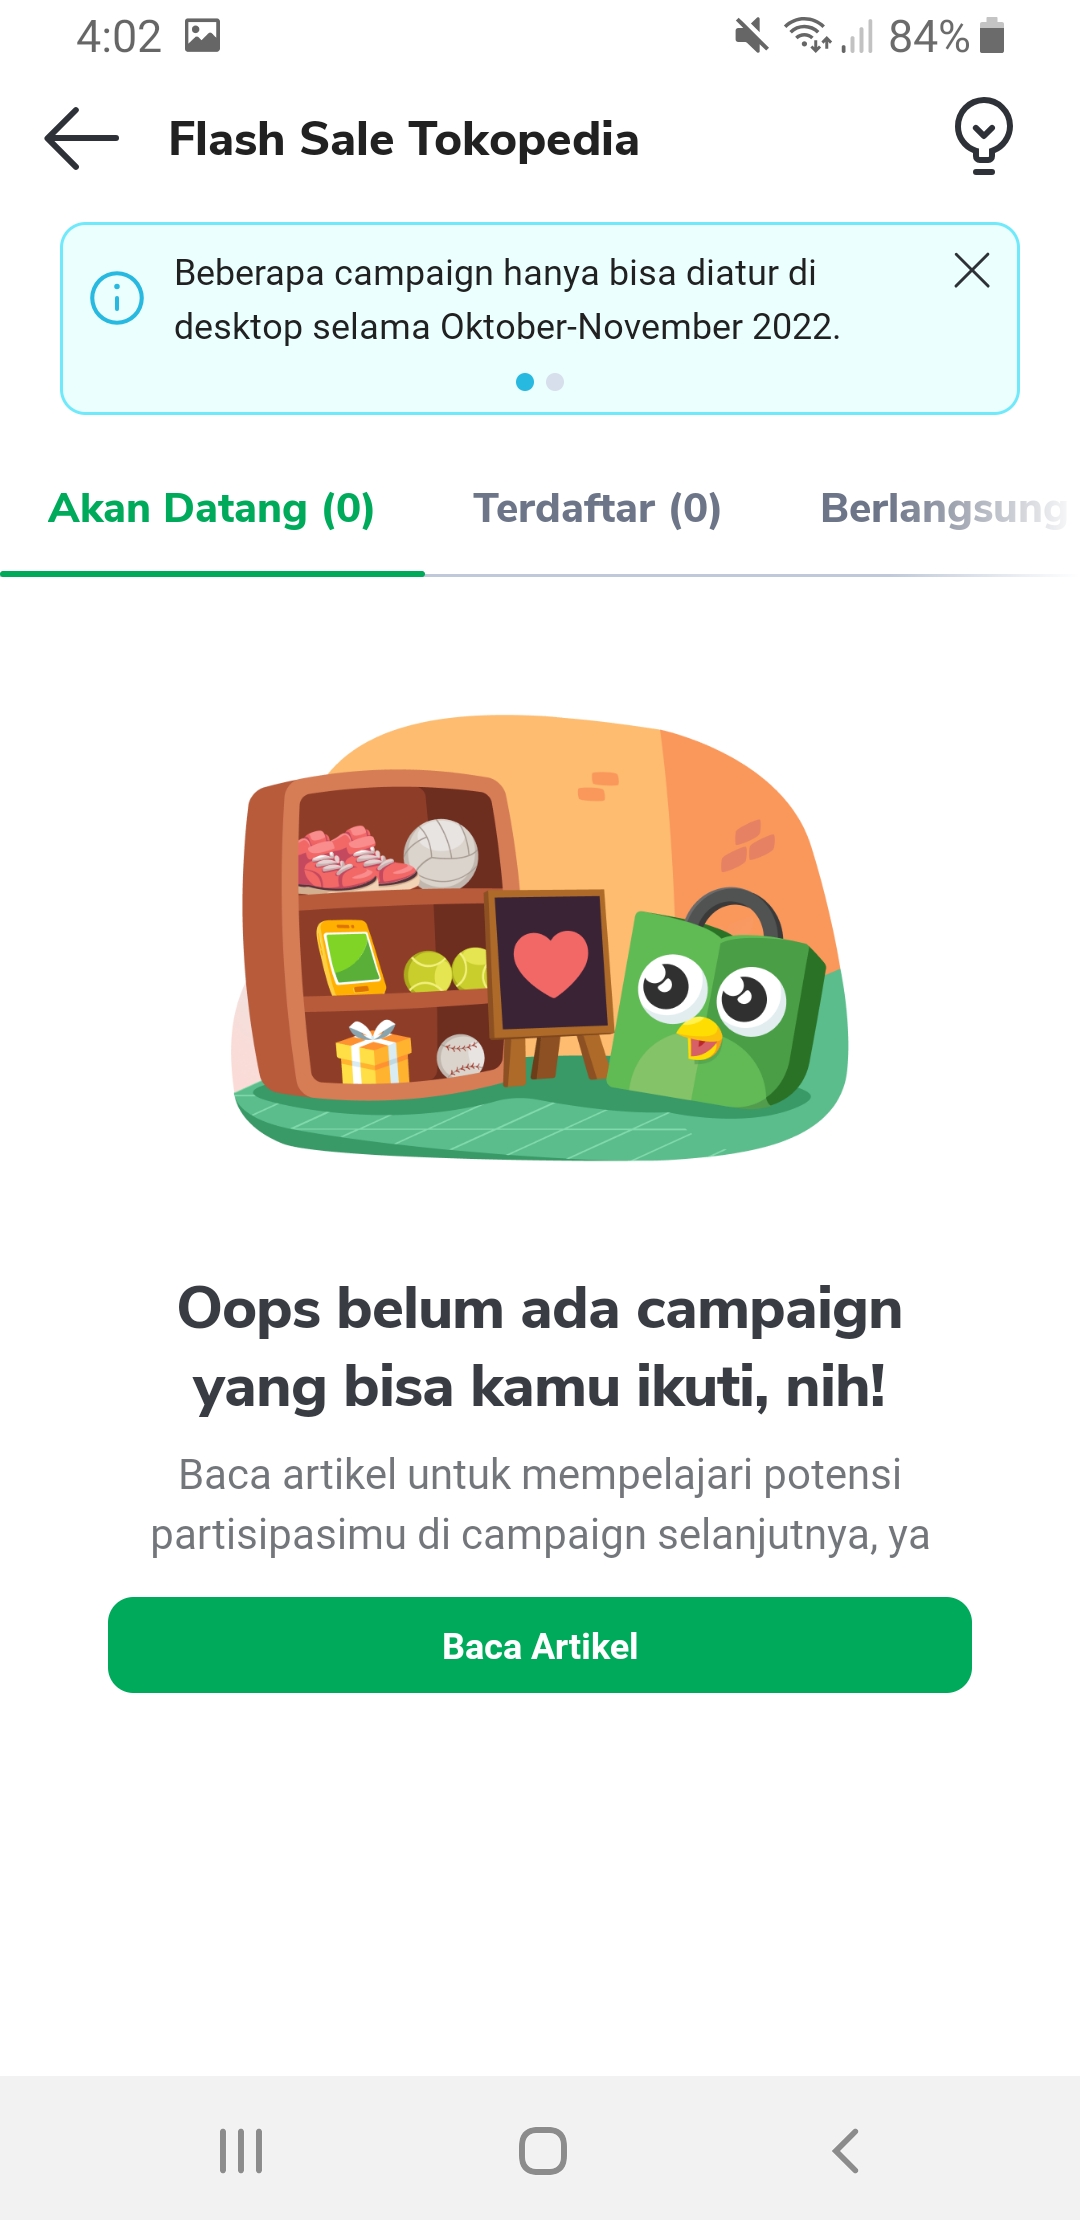 4:02
84%
Flash Sale Tokopedia
Beberapa campaign hanya bisa diatur di
desktop selama Oktober-November 2022.
Akan Datang (0)
Terdaftar (0)
Berlangsung
Oops belum ada campaign
yang bisa kamu ikuti, nih!
Baca artikel untuk mempelajari potensi
partisipasimu di campaign selanjutnya, ya
Baca Artikel